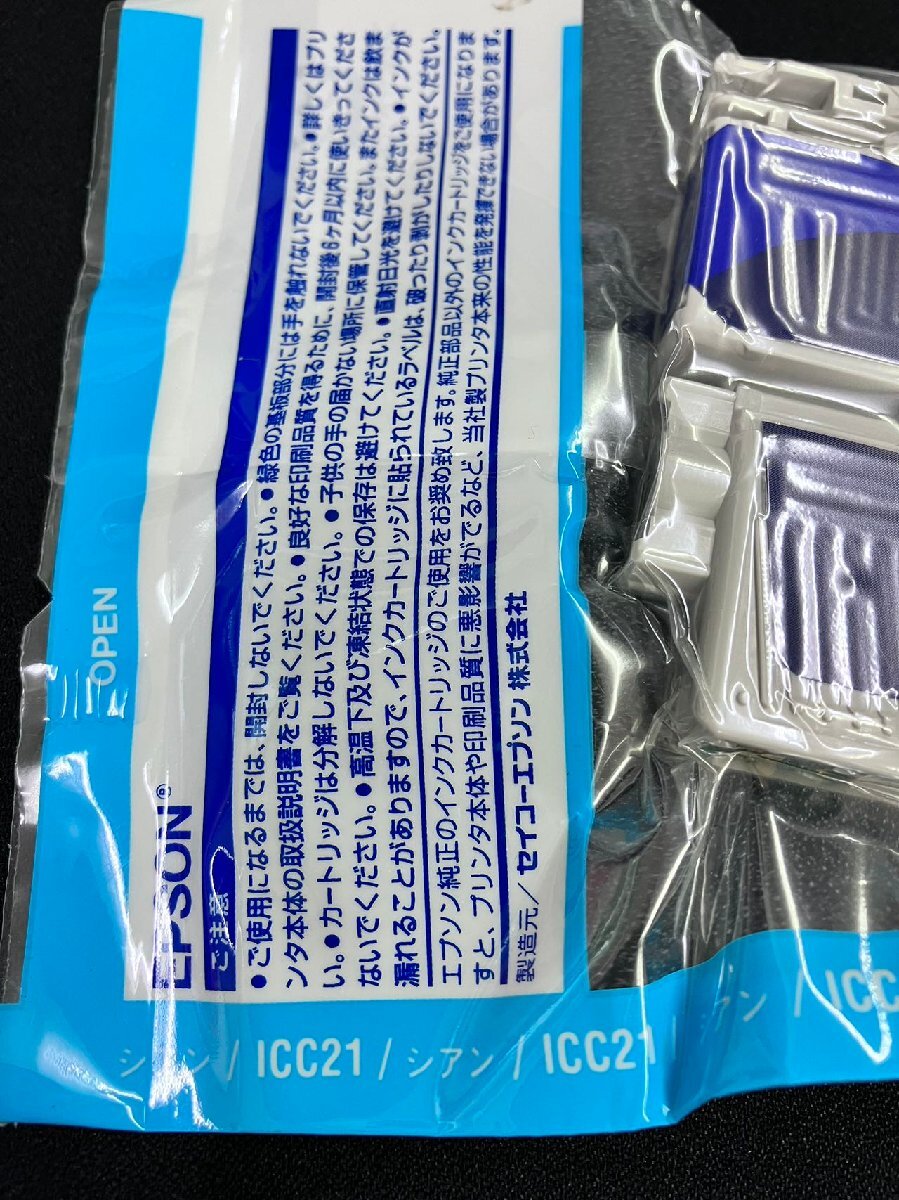 OPEN
EPSON®
ご注意
●ご使用になるまでは、開封しないでください。●緑色の基板部分には手を触れないでください。●詳しくはプリ
ンタ本体の取扱説明書をご覧ください。●良好な印刷品質を得るために、開封後6ヶ月以内に使いきってくださ
い。●カートリッジは分解しないでください。●子供の手の届かない場所に保管してください。またインクは飲ま
ないでください。●高温下及び凍結状態での保存は避けてください。●直射日光を避けてください。●インクが
漏れることがありますので、インクカートリッジに貼られているラベルは、破ったり剥がしたりしないでください。
エプソン純正のインクカートリッジのご使用をお奨め致します。純正部品以外のインクカートリッジをご使用になりま
すと、プリンタ本体や印刷品質に悪影響がでるなど、当社製プリンタ本来の性能を発揮できない場合があります。
製造元／セイコーエプソン 株式会社
シアン / ICC21 / シアン / ICC21 / シアン / ICC